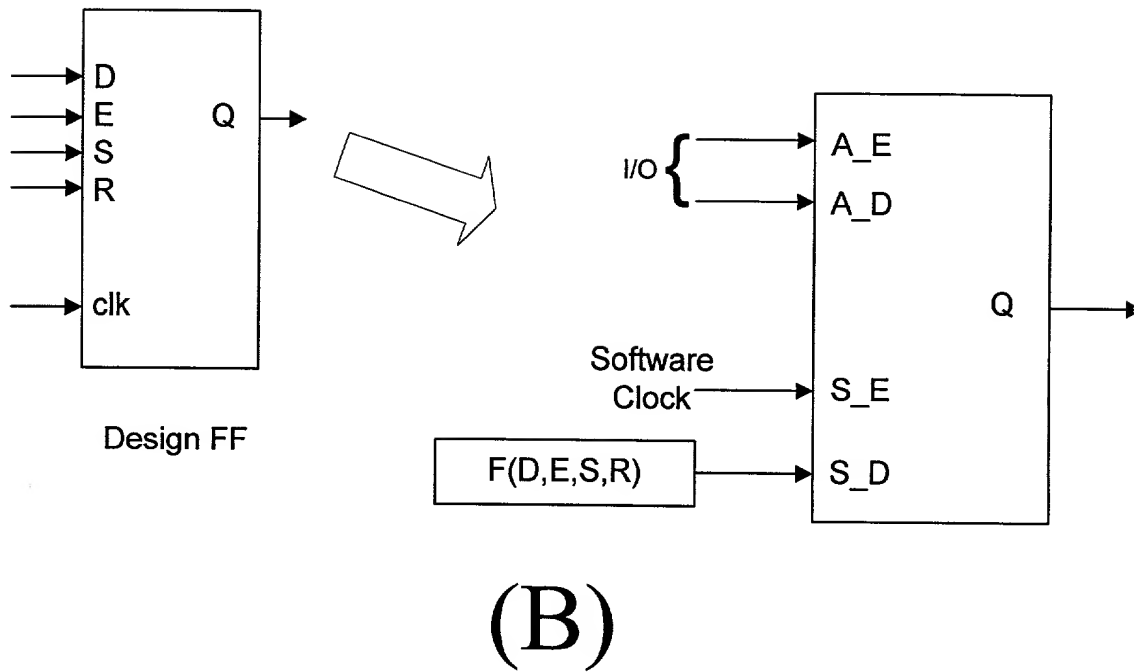 D
E
S
R
Q
clk
Design FF
I/O {
A_E
A_D
Q
Software
Clock
S_E
F(D,E,S,R)
S_D
(B)